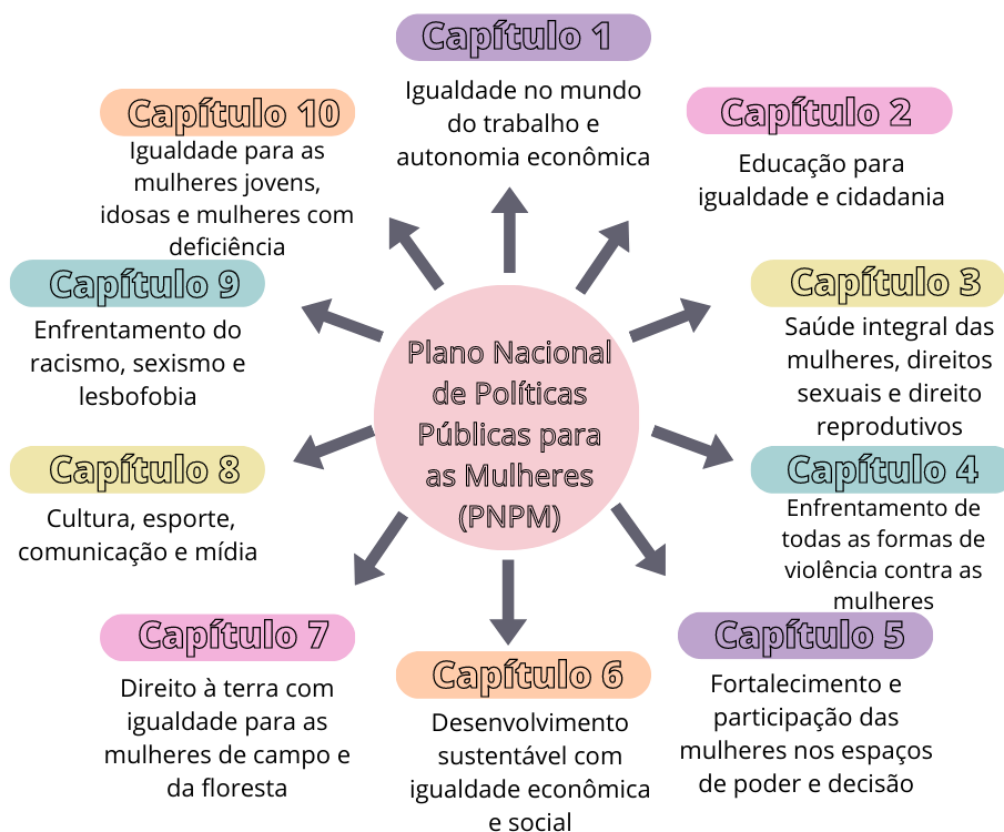 Plano Nacional
de Políticas
Públicas para
as Mulheres
(PNPM)
Capítulo 1
Igualdade no mundo
do trabalho e
autonomia econômica
Capítulo 2
Educação para
igualdade e cidadania
Capítulo 3
Saúde integral das
mulheres, direitos
sexuais e direito
reprodutivos
Capítulo 4
Enfrentamento de
todas as formas de
violência contra as
mulheres
Capítulo 5
Fortalecimento e
participação das
mulheres nos espaços
de poder e decisão
Capítulo 6
Desenvolvimento
sustentável com
igualdade econômica
e social
Capítulo 7
Direito à terra com
igualdade para as
mulheres de campo e
da floresta
Capítulo 8
Cultura, esporte,
comunicação e mídia
Capítulo 9
Enfrentamento do
racismo, sexismo e
lesbofobia
Capítulo 10
Igualdade para as
mulheres jovens,
idosas e mulheres com
deficiência